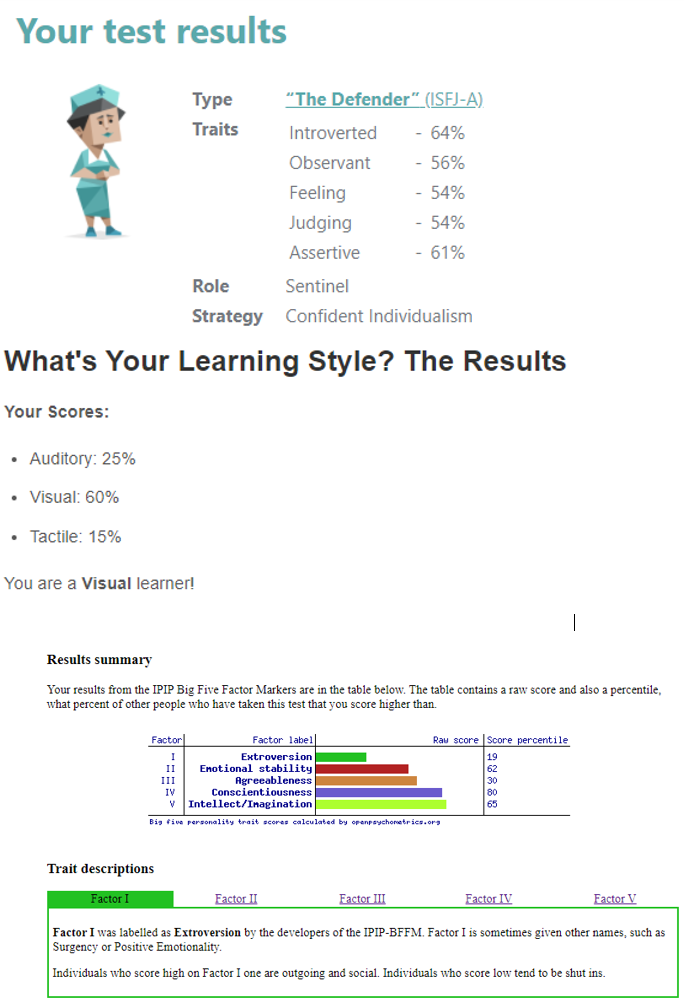 Your test results
Type “The Defender” (ISFJ-A)
Traits Introverted - 64%
Observant - 56%
Feeling - 54%
Judging - 54%
Assertive - 61%
Role Sentinel
Strategy Confident Individualism
What's Your Learning Style? The Results
Your Scores:
• Auditory: 25%
• Visual: 60%
• Tactile: 15%
You are a Visual learner!
Results summary
Your results from the IPIP Big Five Factor Markers are in the table below. The table contains a raw score and also a percentile,
what percent of other people who have taken this test that you score higher than.
Factor Factor label Raw score Score percentile
I Extroversion 19
II Emotional stability 62
III Agreeableness 30
IV Conscientiousness 80
V Intellect/Imagination 65
Big five personality trait scores calculated by openpsychometrics.org
Trait descriptions
Factor I Factor II Factor III Factor IV Factor V
Factor I was labelled as Extroversion by the developers of the IPIP-BFFM. Factor I is sometimes given other names, such as
Surgency or Positive Emotionality.
Individuals who score high on Factor I one are outgoing and social. Individuals who score low tend to be shut ins.